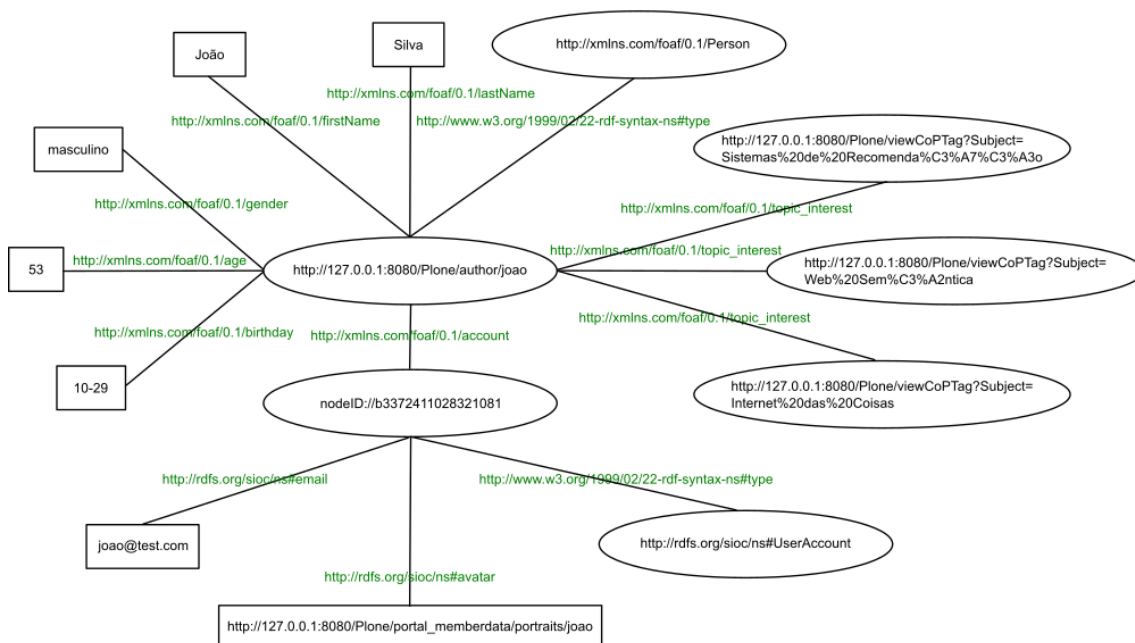 João
Silva
http://xmlns.com/foaf/0.1/Person
http://xmlns.com/foaf/0.1/lastName
http://xmlns.com/foaf/0.1/firstName
http://www.w3.org/1999/02/22-rdf-syntax-ns#type
masculino
http://127.0.0.1:8080/Plone/viewCoPTag?Subject=
Sistemas%20de%20Recomenda%C3%A7%C3%A3o
http://xmlns.com/foaf/0.1/gender
http://xmlns.com/foaf/0.1/topic_interest
53
http://xmlns.com/foaf/0.1/age
http://127.0.0.1:8080/Plone/author/joao
http://xmlns.com/foaf/0.1/topic_interest
http://127.0.0.1:8080/Plone/viewCoPTag?Subject=
Web%20Sem%C3%A2ntica
http://xmlns.com/foaf/0.1/birthday
http://xmlns.com/foaf/0.1/account
http://xmlns.com/foaf/0.1/topic_interest
10-29
nodeID://b3372411028321081
http://127.0.0.1:8080/Plone/viewCoPTag?Subject=
Internet%20das%20Coisas
http://rdfs.org/sioc/ns#email
http://www.w3.org/1999/02/22-rdf-syntax-ns#type
joao@test.com
http://rdfs.org/sioc/ns#UserAccount
http://rdfs.org/sioc/ns#avatar
http://127.0.0.1:8080/Plone/portal_memberdata/portraits/joao